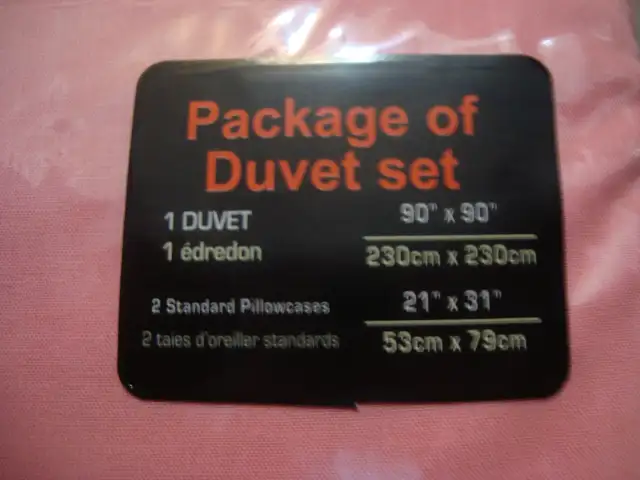 Package of
Duvet set
1 DUVET
90" x 90"
1 édredon
230cm x 230cm
2 Standard Pillowcases
21" x 31"
2 taies d'oreiller standards
53cm x 79cm